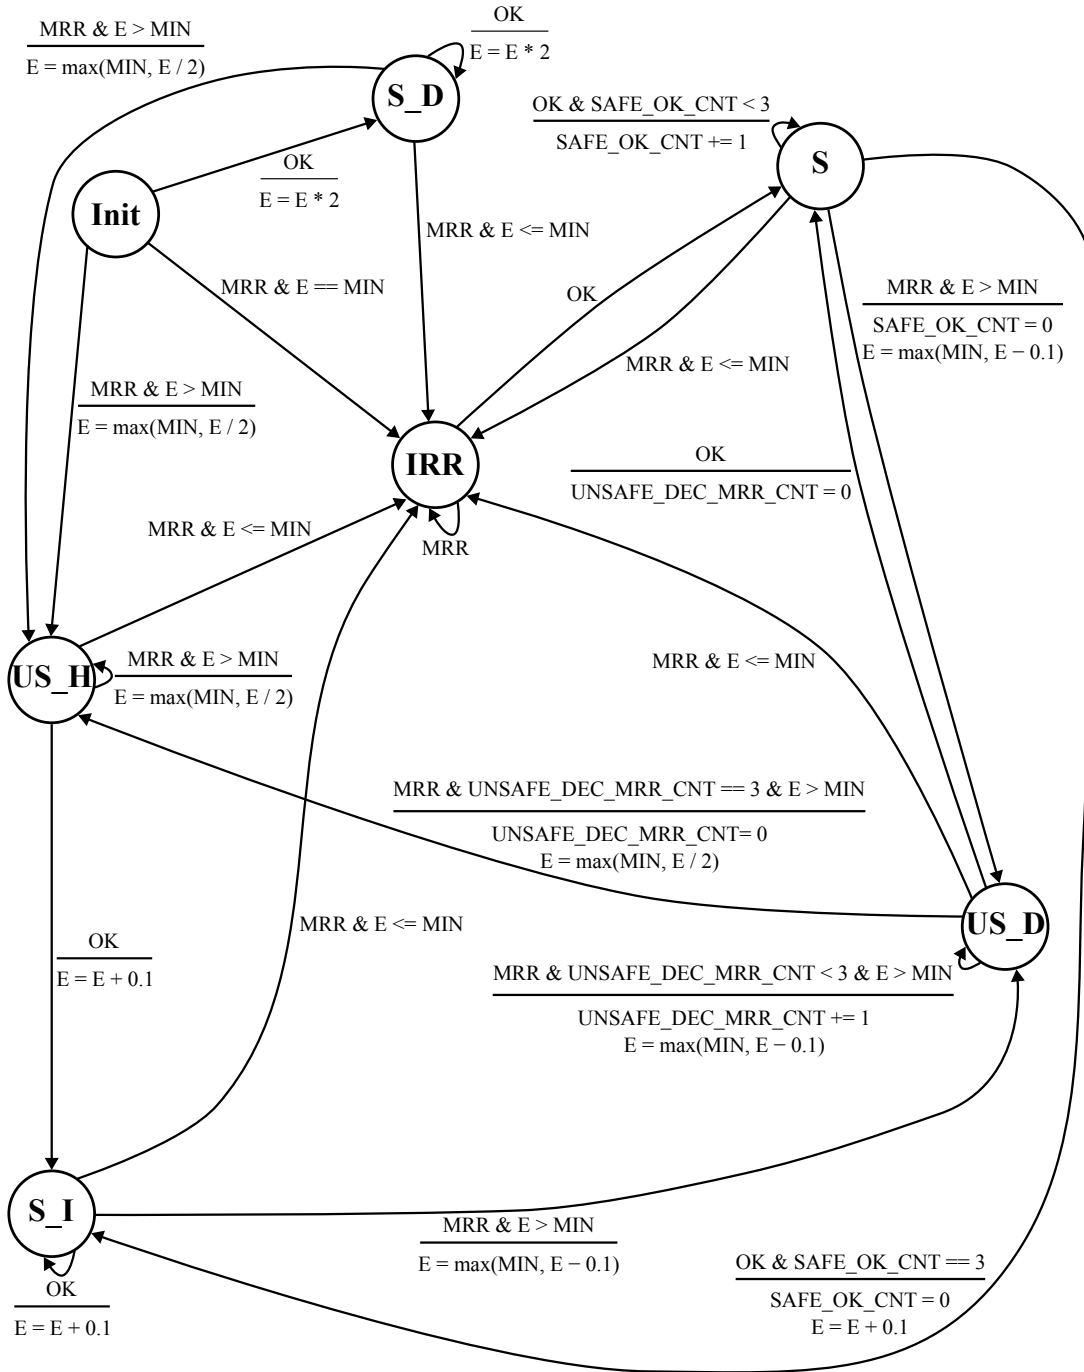 OK
E = E * 2
MRR & E > MIN
E = max(MIN, E / 2)
S_D
OK & SAFE_OK_CNT < 3
SAFE_OK_CNT += 1
S
OK
E = E * 2
Init
MRR & E <= MIN
MRR & E == MIN
OK
MRR & E > MIN
SAFE_OK_CNT = 0
E = max(MIN, E − 0.1)
MRR & E <= MIN
MRR & E > MIN
E = max(MIN, E / 2)
IRR
OK
UNSAFE_DEC_MRR_CNT = 0
MRR & E <= MIN
MRR
US_H
MRR & E > MIN
E = max(MIN, E / 2)
MRR & E <= MIN
MRR & UNSAFE_DEC_MRR_CNT == 3 & E > MIN
UNSAFE_DEC_MRR_CNT= 0
E = max(MIN, E / 2)
MRR & E <= MIN
US_D
OK
E = E + 0.1
MRR & UNSAFE_DEC_MRR_CNT < 3 & E > MIN
UNSAFE_DEC_MRR_CNT += 1
E = max(MIN, E − 0.1)
S_I
MRR & E > MIN
E = max(MIN, E − 0.1)
OK & SAFE_OK_CNT == 3
SAFE_OK_CNT = 0
E = E + 0.1
OK
E = E + 0.1